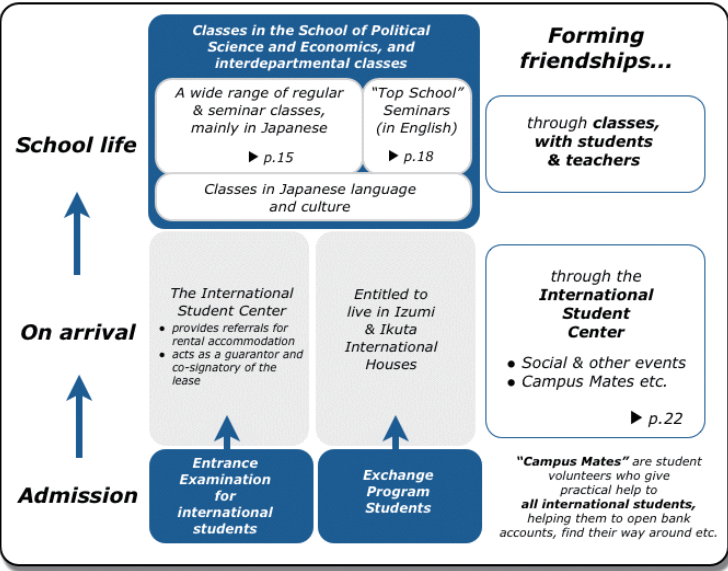 Classes in the School of Political
Science and Economics, and
interdepartmental classes
Forming
friendships...
School life
A wide range of regular
& seminar classes,
mainly in Japanese
▶ p.15
“Top School”
Seminars
(in English)
▶ p.18
Classes in Japanese language
and culture
through classes,
with students
& teachers
On arrival
The International
Student Center
• provides referrals for
rental accommodation
• acts as a guarantor and
co-signatory of the
lease
Entitled to
live in Izumi
& Ikuta
International
Houses
through the
International
Student
Center
• Social & other events
• Campus Mates etc.
▶ p.22
Admission
Entrance
Examination
for
international
students
Exchange
Program
Students
“Campus Mates” are student
volunteers who give
practical help to
all international students,
helping them to open bank
accounts, find their way around etc.